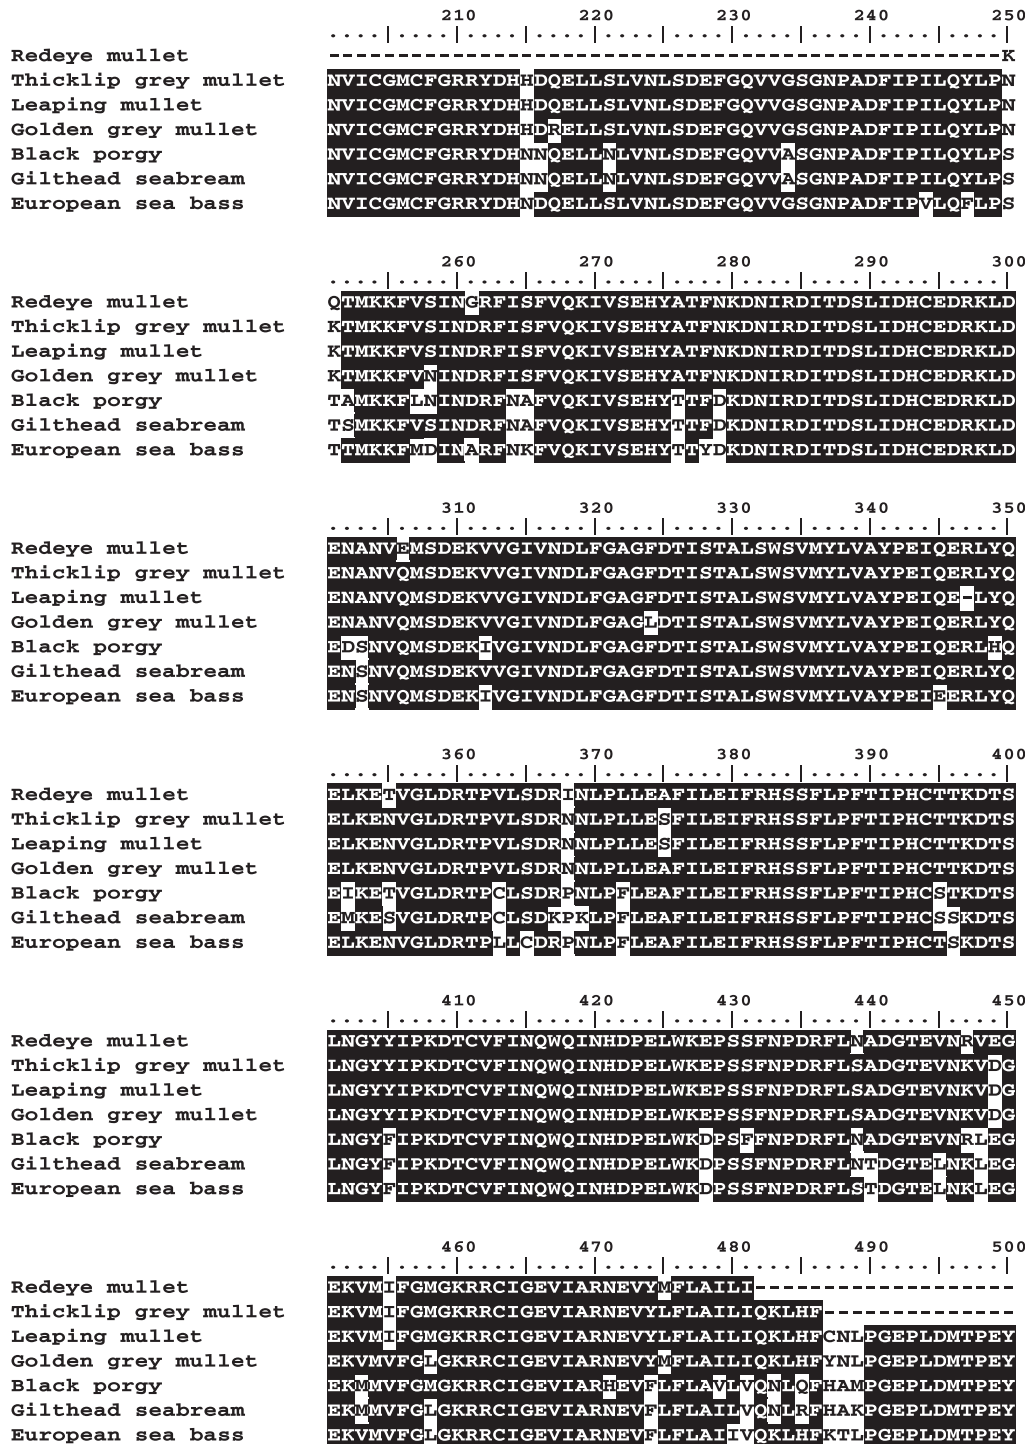 210 220 230 240 250
....|....|....|....|....|....|....|....|....|....|
Redeye mullet -------------------------------------------------K
Thicklip grey mullet NVICGMCFGRRYDHHDQELLSLVNLSDEFGQVVGSGNPADFIPILQYLPN
Leaping mullet NVICGMCFGRRYDHHDQELLSLVNLSDEFGQVVGSGNPADFIPILQYLPN
Golden grey mullet NVICGMCFGRRYDHHDRELLSLVNLSDEFGQVVGSGNPADFIPILQYLPN
Black porgy NVICGMCFGRRYDHNNQELLNLVNLSDEFGQVVASGNPADFIPILQYLPS
Gilthead seabream NVICGMCFGRRYDHNNQELLNLVNLSDEFGQVVASGNPADFIPILQYLPS
European sea bass NVICGMCFGRRYDHNDQELLSLVNLSDEFGQVVGSGNPADFIPVLQFLPS
260 270 280 290 300
....|....|....|....|....|....|....|....|....|....|
Redeye mullet QTMKKFVSINGRFISFVQKIVSEHYATFNKDNIRDITDSLIDHCEDRKLD
Thicklip grey mullet KTMKKFVSINDRFISFVQKIVSEHYATFNKDNIRDITDSLIDHCEDRKLD
Leaping mullet KTMKKFVSINDRFISFVQKIVSEHYATFNKDNIRDITDSLIDHCEDRKLD
Golden grey mullet KTMKKFVNINDRFISFVQKIVSEHYATFNKDNIRDITDSLIDHCEDRKLD
Black porgy TAMKKFLNINDRFNAFVQKIVSEHYTTFDKDNIRDITDSLIDHCEDRKLD
Gilthead seabream TSMKKFVSINDRFNAFVQKIVSEHYTTFDKDNIRDITDSLIDHCEDRKLD
European sea bass TTMKKFMDINARFNKFVQKIVSEHYTTYDKDNIRDITDSLIDHCEDRKLD
310 320 330 340 350
....|....|....|....|....|....|....|....|....|....|
Redeye mullet ENANVEMSDEKVVGIVNDLFGAGFDTISTALSWSVMYLVAYPEIQERLYQ
Thicklip grey mullet ENANVQMSDEKVVGIVNDLFGAGFDTISTALSWSVMYLVAYPEIQERLYQ
Leaping mullet ENANVQMSDEKVVGIVNDLFGAGFDTISTALSWSVMYLVAYPEIQE-LYQ
Golden grey mullet ENANVQMSDEKVVGIVNDLFGAGLDTISTALSWSVMYLVAYPEIQERLYQ
Black porgy EDSNVQMSDEKIVGIVNDLFGAGFDTISTALSWSVMYLVAYPEIQERLHQ
Gilthead seabream ENSNVQMSDEKVVGIVNDLFGAGFDTISTALSWSVMYLVAYPEIQERLYQ
European sea bass ENSNVQMSDEKIVGIVNDLFGAGFDTISTALSWSVMYLVAYPEIEERLYQ
360 370 380 390 400
....|....|....|....|....|....|....|....|....|....|
Redeye mullet ELKETVGLDRTPVLSDRINLPLLEAFILEIFRHSSFLPFTIPHCTTKDTS
Thicklip grey mullet ELKENVGLDRTPVLSDRNNLPLLESFILEIFRHSSFLPFTIPHCTTKDTS
Leaping mullet ELKENVGLDRTPVLSDRNNLPLLESFILEIFRHSSFLPFTIPHCTTKDTS
Golden grey mullet ELKENVGLDRTPVLSDRNNLPLLEAFILEIFRHSSFLPFTIPHCTTKDTS
Black porgy EIKETVGLDRTPCLSDRPNLPFLEAFILEIFRHSSFLPFTIPHCSTKDTS
Gilthead seabream EMKESVGLDRTPCLSDKPKLPFLEAFILEIFRHSSFLPFTIPHCSSKDTS
European sea bass ELKENVGLDRTPLLCDRPNLPFLEAFILEIFRHSSFLPFTIPHCTSKDTS
410 420 430 440 450
....|....|....|....|....|....|....|....|....|....|
Redeye mullet LNGYYIPKDTCVFINQWQINHDPELWKEPSSFNPDRFLNADGTEVNRVEG
Thicklip grey mullet LNGYYIPKDTCVFINQWQINHDPELWKEPSSFNPDRFLSADGTEVNKVDG
Leaping mullet LNGYYIPKDTCVFINQWQINHDPELWKEPSSFNPDRFLSADGTEVNKVDG
Golden grey mullet LNGYYIPKDTCVFINQWQINHDPELWKEPSSFNPDRFLSADGTEVNKVDG
Black porgy LNGYFIPKDTCVFINQWQINHDPELWKDPSFFNPDRFLNADGTEVNRLEG
Gilthead seabream LNGYFIPKDTCVFINQWQINHDPELWKDPSSFNPDRFLNTDGTELNKLEG
European sea bass LNGYFIPKDTCVFINQWQINHDPELWKDPSSFNPDRFLSTDGTELNKLEG
460 470 480 490 500
....|....|....|....|....|....|....|....|....|....|
Redeye mullet EKVMIFGMGKRRCIGEVIARNEVYMFLAILI-------------------
Thicklip grey mullet EKVMIFGMGKRRCIGEVIARNEVYLFLAILIQKLHF--------------
Leaping mullet EKVMIFGMGKRRCIGEVIARNEVYLFLAILIQKLHFCNLPGEPLDMTPEY
Golden grey mullet EKVMVFGLGKRRCIGEVIARNEVYMFLAILIQKLHFYNLPGEPLDMTPEY
Black porgy EKMMVFGMGKRRCIGEVIARHEVFLFLAVLVQNLQFHAMPGEPLDMTPEY
Gilthead seabream EKMMVFGLGKRRCIGEVIARNEVFLFLAILVQNLRFHAKPGEPLDMTPEY
European sea bass EKVMVFGLGKRRCIGEVIARNEVFLFLAIIVQKLHFKTLPGEPLDMTPEY